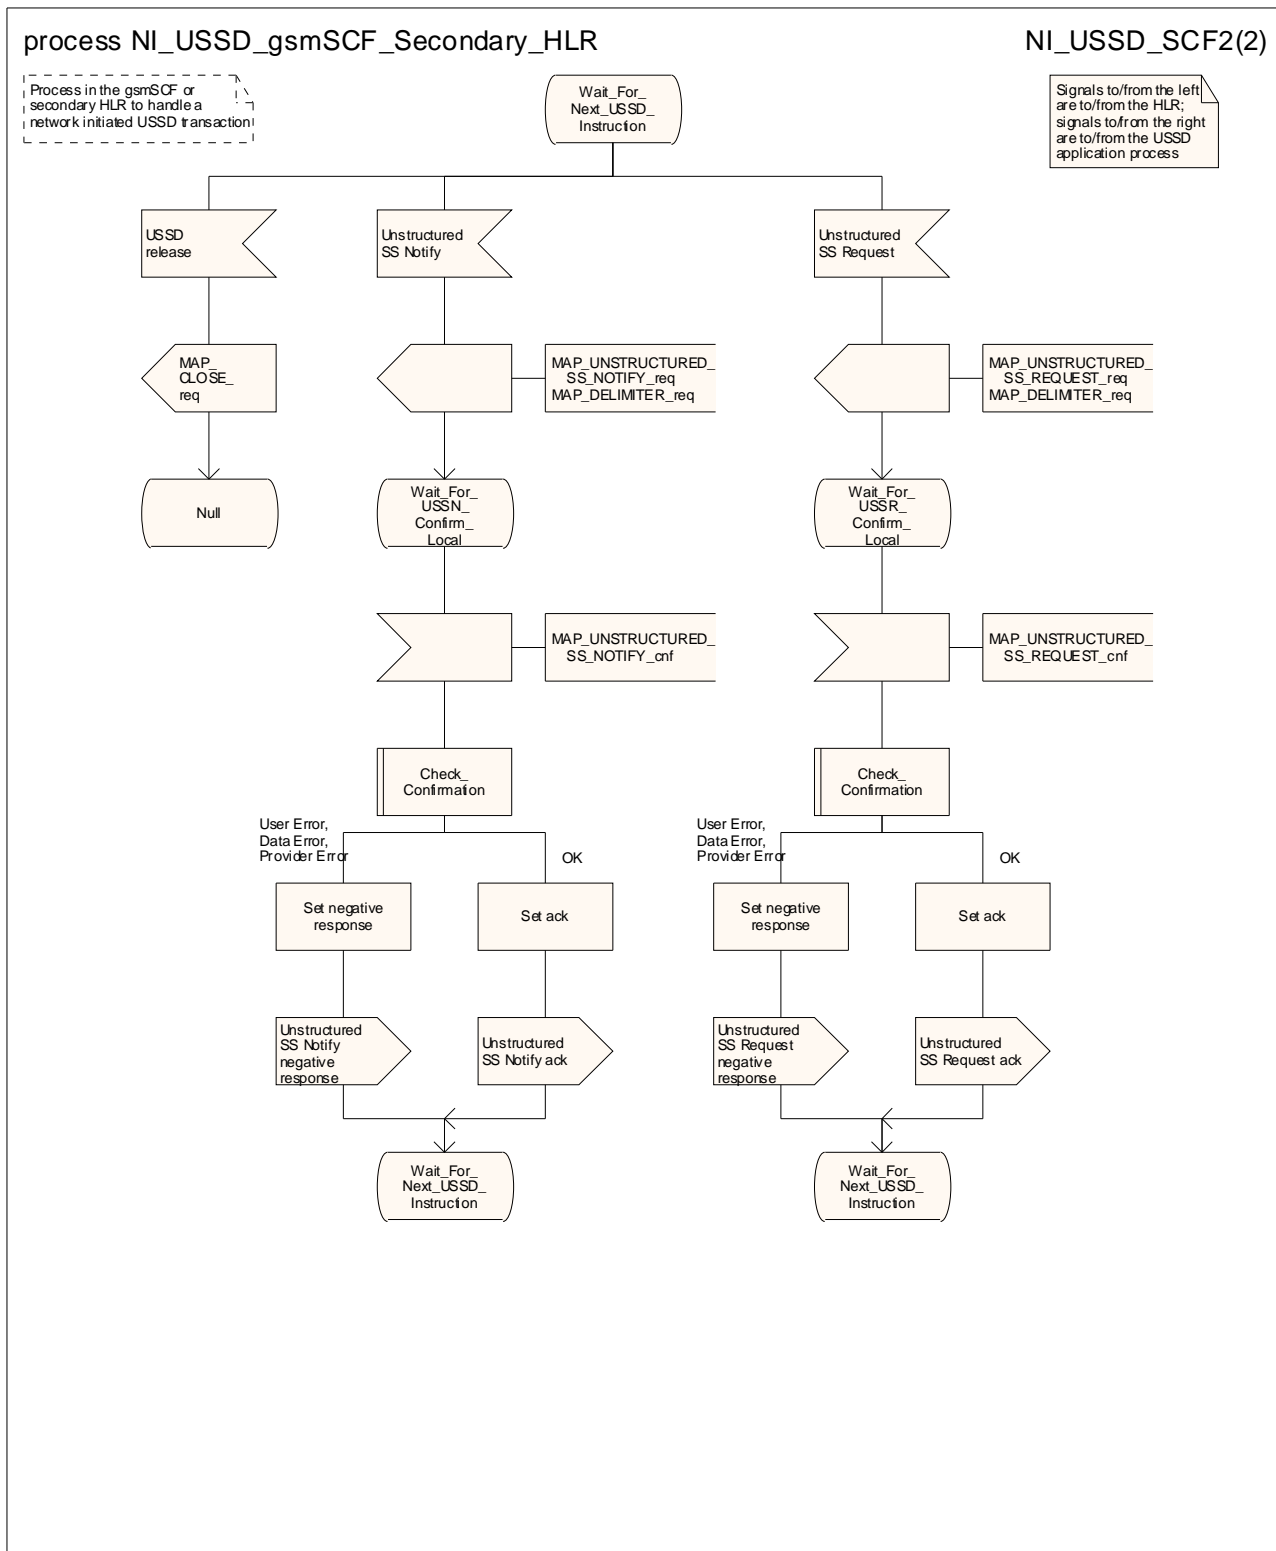 process NI_USSD_gsmSCF_Secondary_HLR
NI_USSD_SCF2(2)
Process in the gsmSCF or
secondary HLR to handle a
network initiated USSD transaction
Wait_For_
Next_USSD_
Instruction
Signals to/from the left
are to/from the HLR;
signals to/from the right
are to/from the USSD
application process
USSD
release
Unstructured
SS Notify
Unstructured
SS Request
MAP_
CLOSE_
req
MAP_UNSTRUCTURED_
SS_NOTIFY_req
MAP_DELIMITER_req
MAP_UNSTRUCTURED_
SS_REQUEST_req
MAP_DELIMITER_req
Null
Wait_For_
USSN_
Confirm_
Local
Wait_For_
USSR_
Confirm_
Local
MAP_UNSTRUCTURED_
SS_NOTIFY_cnf
MAP_UNSTRUCTURED_
SS_REQUEST_cnf
Check_
Confirmation
Check_
Confirmation
User Error,
Data Error,
Provider Error
OK
User Error,
Data Error,
Provider Error
OK
Set negative
response
Set ack
Set negative
response
Set ack
Unstructured
SS Notify
negative
response
Unstructured
SS Notify ack
Unstructured
SS Request
negative
response
Unstructured
SS Request ack
Wait_For_
Next_USSD_
Instruction
Wait_For_
Next_USSD_
Instruction